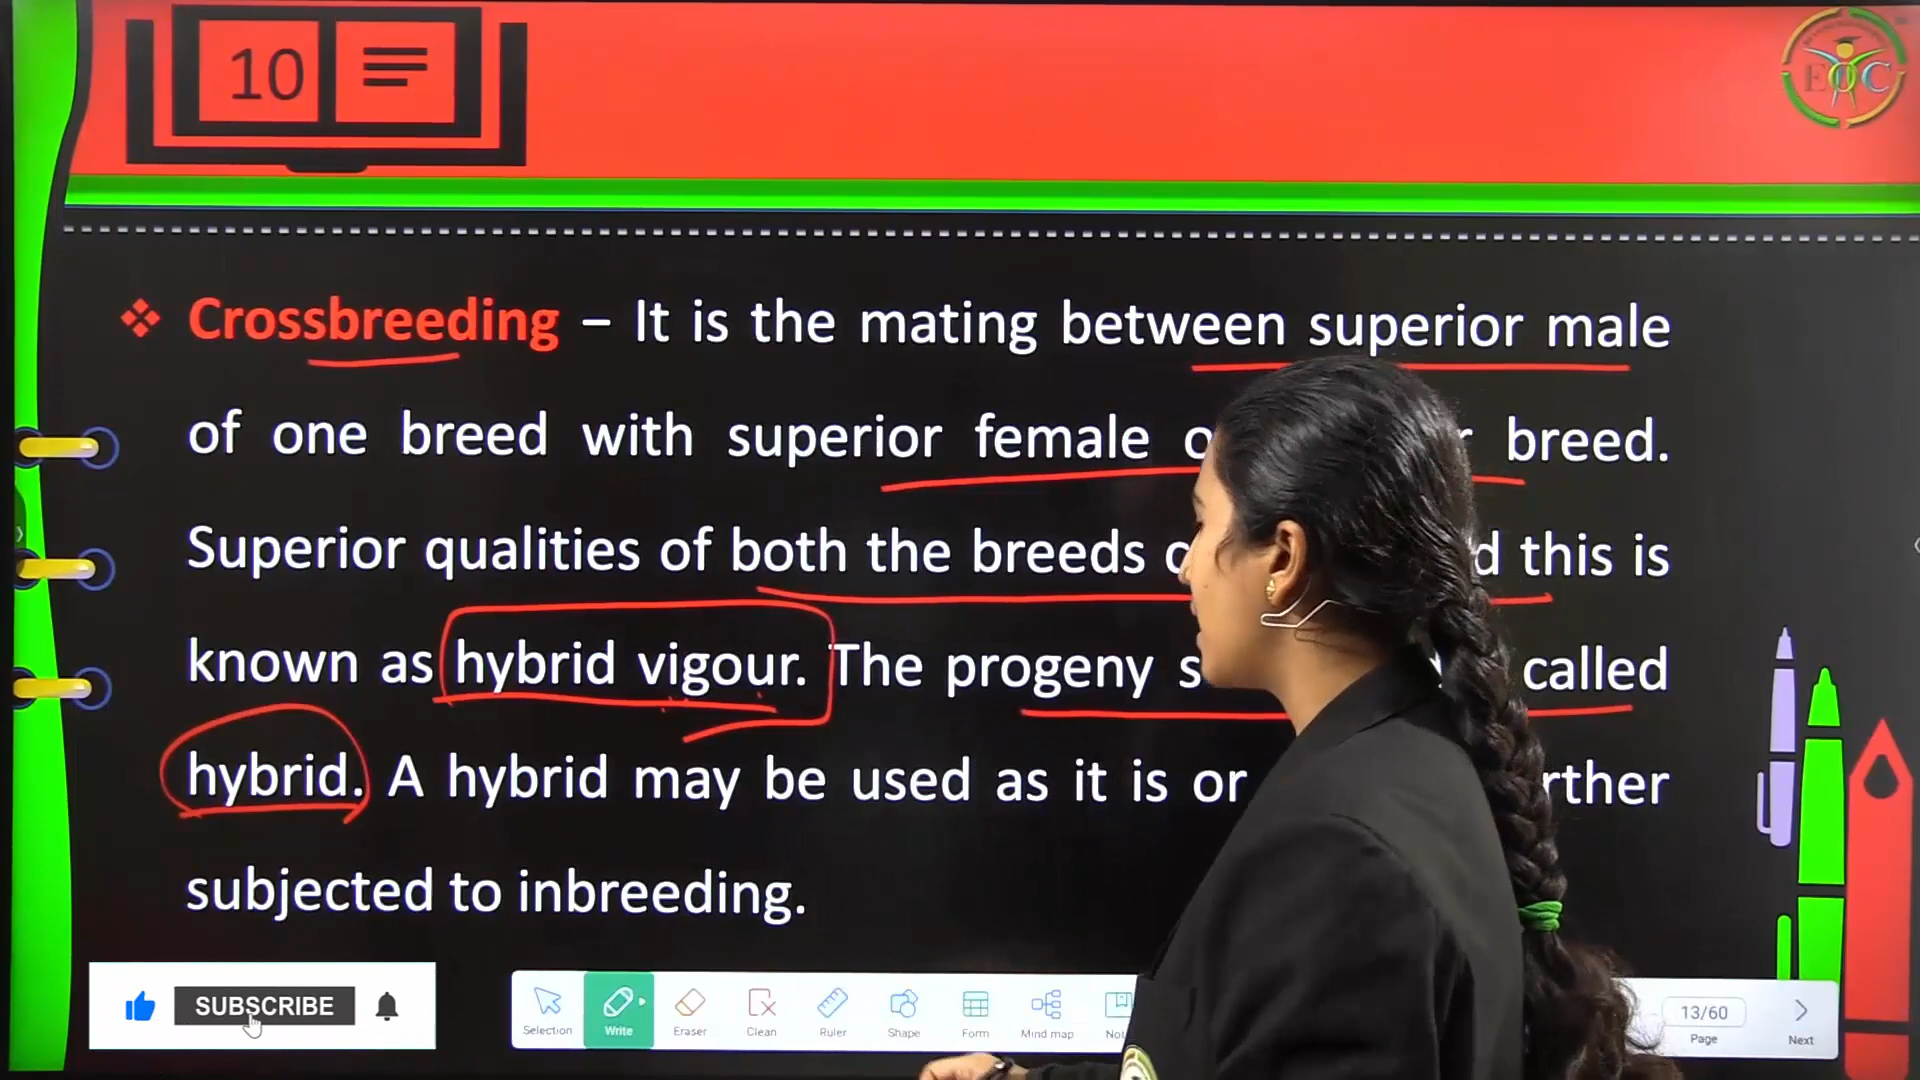 10
EOC
❖ Crossbreeding – It is the mating between superior male
of one breed with superior female breed.
Superior qualities of both the breeds this is
known as hybrid vigour. The progeny called
hybrid. A hybrid may be used as it is or
subjected to inbreeding.
SUBSCRIBE
Selection Write Eraser Clean Ruler Shape Form Mind map
13/60
Page Next